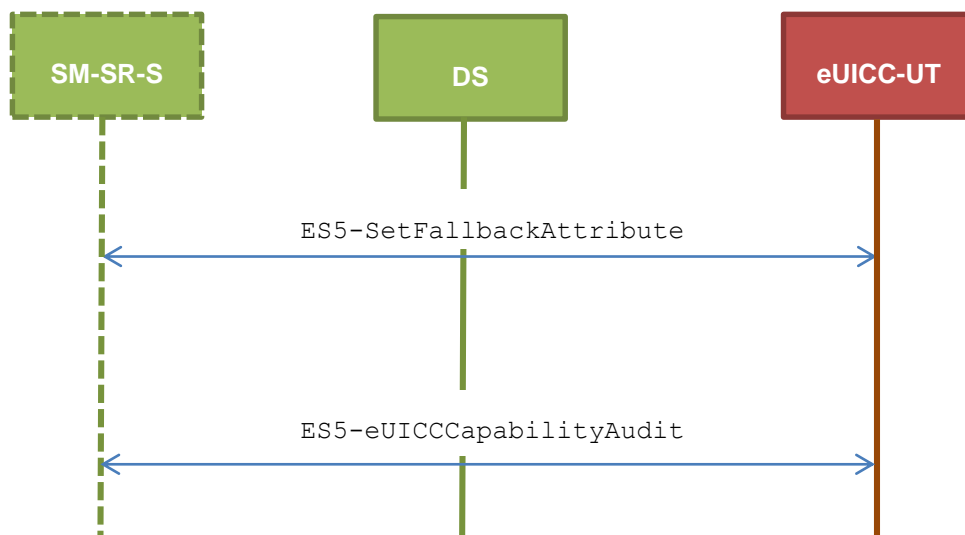 SM-SR-S
DS
eUICC-UT
ES5-SetFallbackAttribute
ES5-eUICCCapabilityAudit